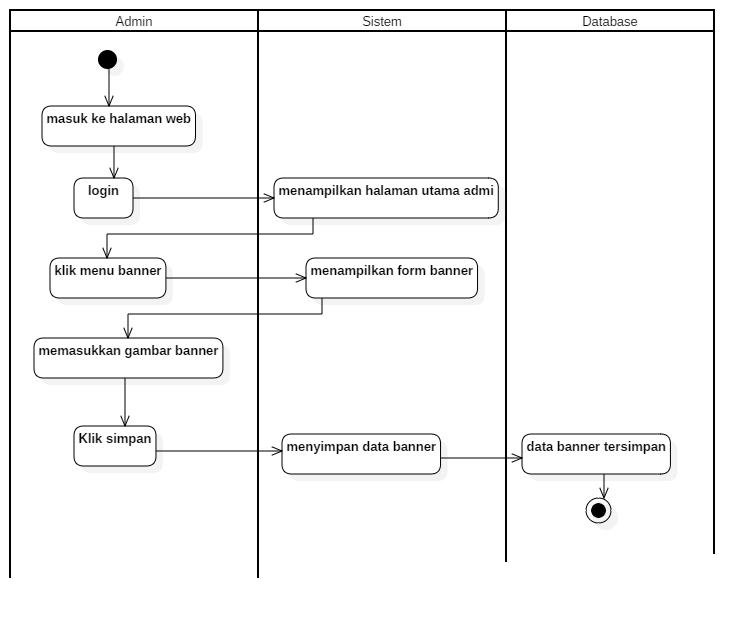 Admin
Sistem
Database
masuk ke halaman web
login
menampilkan halaman utama admi
klik menu banner
menampilkan form banner
memasukkan gambar banner
Klik simpan
menyimpan data banner
data banner tersimpan